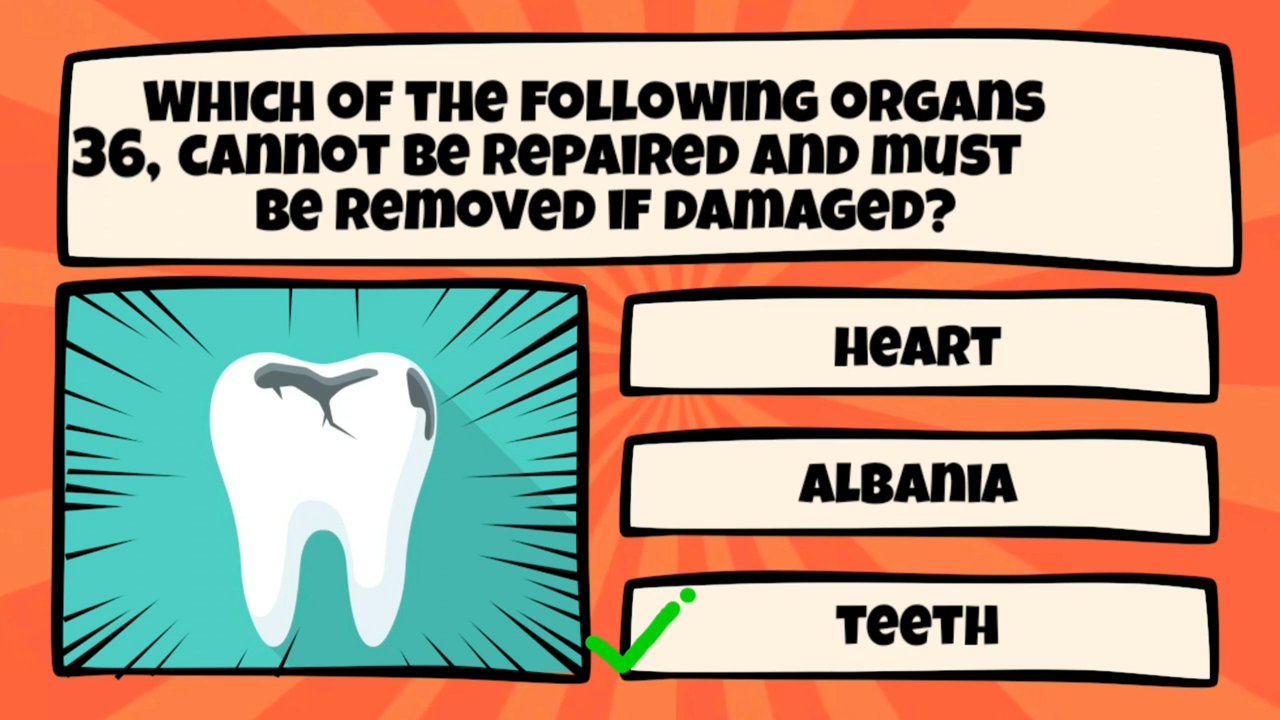 WHICH OF THE FOLLOWING ORGANS
36, CANNOT BE REPAIRED AND MUST
BE REMOVED IF DAMAGED?
HEART
ALBANIA
TEETH